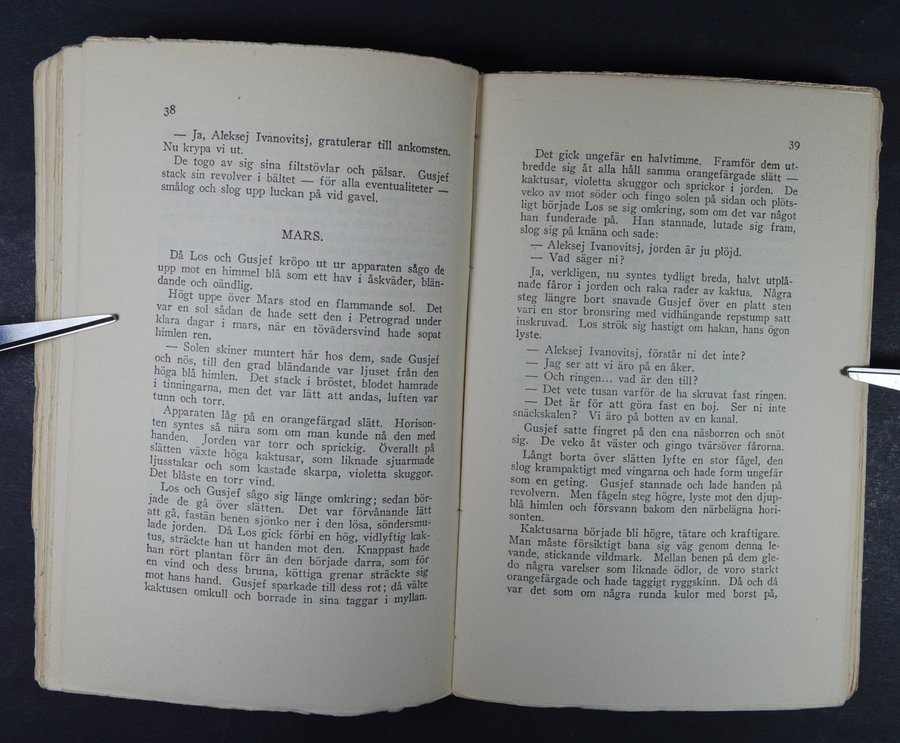 38
— Ja, Aleksej Ivanovitsj, gratulerar till ankomsten.
Nu krypa vi ut.
De togo av sig sina filtstövlar och pälsar. Gusjef
stack sin revolver i bältet — för alla eventualiteter —
smålog och slog upp luckan på vid gavel.
MARS.
Då Los och Gusjef kröpo ut ur apparaten sågo de
upp mot en himmel blå som ett hav i åskväder, blän-
dande och oändlig.
Högt uppe över Mars stod en flammande sol. Det
var en sol sådan de hade sett den i Petrograd under
klara dagar i mars, när en tövädersvind hade sopat
himlen ren.
— Solen skiner muntert här hos dem, sade Gusjef
och nös, till den grad bländande var ljuset från den
höga blå himlen. Det stack i bröstet, blodet hamrade
i tinningarna, men det var lätt att andas, luften var
tunn och torr.
Apparaten låg på en orangefärgad slätt. Horison-
ten syntes så nära som om man kunde nå den med
handen. Jorden var torr och sprickig. Överallt på
slätten växte höga kaktusar, som liknade sjuarmade
ljusstakar och som kastade skarpa, violetta skuggor.
Det blåste en torr vind.
Los och Gusjef sågo sig länge omkring; sedan bör-
jade de gå över slätten. Det var förvånande lätt
att gå, fastän benen sjönko ner i den lösa, söndersmu-
lade jorden. Då Los gick förbi en hög, vidlyftig kak-
tus, sträckte han ut handen mot den. Knappast hade
han rört plantan förr än den började darra, som för
en vind och dess bruna, köttiga grenar sträckte sig
mot hans hand. Gusjef sparkade till dess rot; då välte
kaktusen omkull och borrade in sina taggar i myllan.
39
Det gick ungefär en halvtimme. Framför dem ut-
bredde sig åt alla håll samma orangefärgade slätt —
kaktusar, violetta skuggor och sprickor i jorden. De
veko av mot söder och fingo solen på sidan och plöts-
ligt började Los se sig omkring, som om det var något
han funderade på. Han stannade, lutade sig fram,
slog sig på knäna och sade:
— Aleksej Ivanovitsj, jorden är ju plöjd.
— Vad säger ni?
Ja, verkligen, nu syntes tydligt breda, halvt utplå-
nade fåror i jorden och raka rader av kaktus. Några
steg längre bort snavade Gusjef över en platt sten
vari en stor bronsring med vidhängande repstump satt
inskruvad. Los strök sig hastigt om hakan, hans ögon
lyste.
— Aleksej Ivanovitsj, förstår ni det inte?
— Jag ser att vi äro på en åker.
— Och ringen... vad är den till?
— Det vete tusan varför de ha skruvat fast ringen.
— Det är för att göra fast en boj. Ser ni inte
snäckskalen? Vi äro på botten av en kanal.
Gusjef satte fingret på den ena näsborren och snöt
sig. De veko åt väster och gingo tvärsöver fårorna.
Långt borta över slätten lyfte en stor fågel, den
slog krampaktigt med vingarna och hade form ungefär
som en geting. Gusjef stannade och lade handen på
revolvern. Men fågeln steg högre, lyste mot den djup-
blå himlen och försvann bakom den närbelägna hori-
sonten.
Kaktusarna började bli högre, tätare och kraftigare.
Man måste försiktigt bana sig väg genom denna le-
vande, stickande vildmark. Mellan benen på dem gle-
do några varelser som liknade ödlor, de voro starkt
orangefärgade och hade taggigt ryggskinn. Då och då
var det som om några runda kulor med borst på,